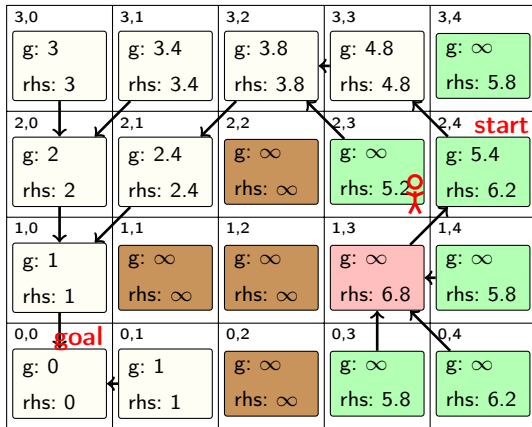 3,0 3,1 3,2 3,3 3,4
g: 3 g: 3.4 g: 3.8 g: 4.8 g: ∞
rhs: 3 rhs: 3.4 rhs: 3.8 rhs: 4.8 rhs: 5.8
2,0 2,1 2,2 2,3 2,4 start
g: 2 g: 2.4 g: ∞ g: ∞ g: 5.4
rhs: 2 rhs: 2.4 rhs: ∞ rhs: 5.2 rhs: 6.2
1,0 1,1 1,2 1,3 1,4
g: 1 g: ∞ g: ∞ g: ∞ g: ∞
rhs: 1 rhs: ∞ rhs: ∞ rhs: 6.8 rhs: 5.8
0,0 goal 0,1 0,2 0,3 0,4
g: 0 g: 1 g: ∞ g: ∞ g: ∞
rhs: 0 rhs: 1 rhs: ∞ rhs: 5.8 rhs: 6.2